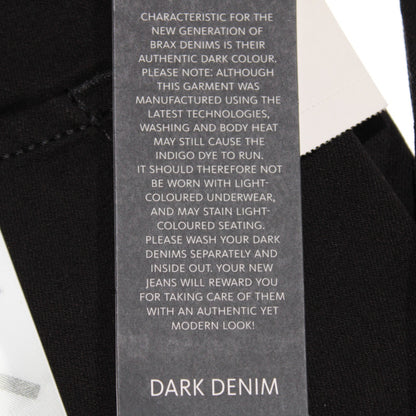 CHARACTERISTIC FOR THE
NEW GENERATION OF
BRAX DENIMS IS THEIR
AUTHENTIC DARK COLOUR.
PLEASE NOTE: ALTHOUGH
THIS GARMENT WAS
MANUFACTURED USING THE
LATEST TECHNOLOGIES,
WASHING AND BODY HEAT
MAY STILL CAUSE THE
INDIGO DYE TO RUN.
IT SHOULD THEREFORE NOT
BE WORN WITH LIGHT-
COLOURED UNDERWEAR,
AND MAY STAIN LIGHT-
COLOURED SEATING.
PLEASE WASH YOUR DARK
DENIMS SEPARATELY AND
INSIDE OUT. YOUR NEW
JEANS WILL REWARD YOU
FOR TAKING CARE OF THEM
WITH AN AUTHENTIC YET
MODERN LOOK!
DARK DENIM